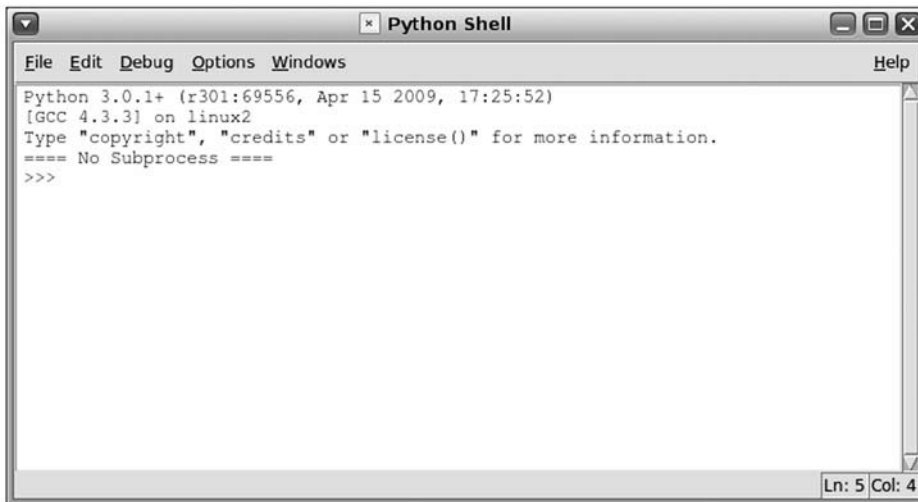 Python Shell
File Edit Debug Options Windows Help
Python 3.0.1+ (r301:69556, Apr 15 2009, 17:25:52)
[GCC 4.3.3] on linux2
Type "copyright", "credits" or "license()" for more information.
==== No Subprocess ====
>>>
Ln: 5 Col: 4